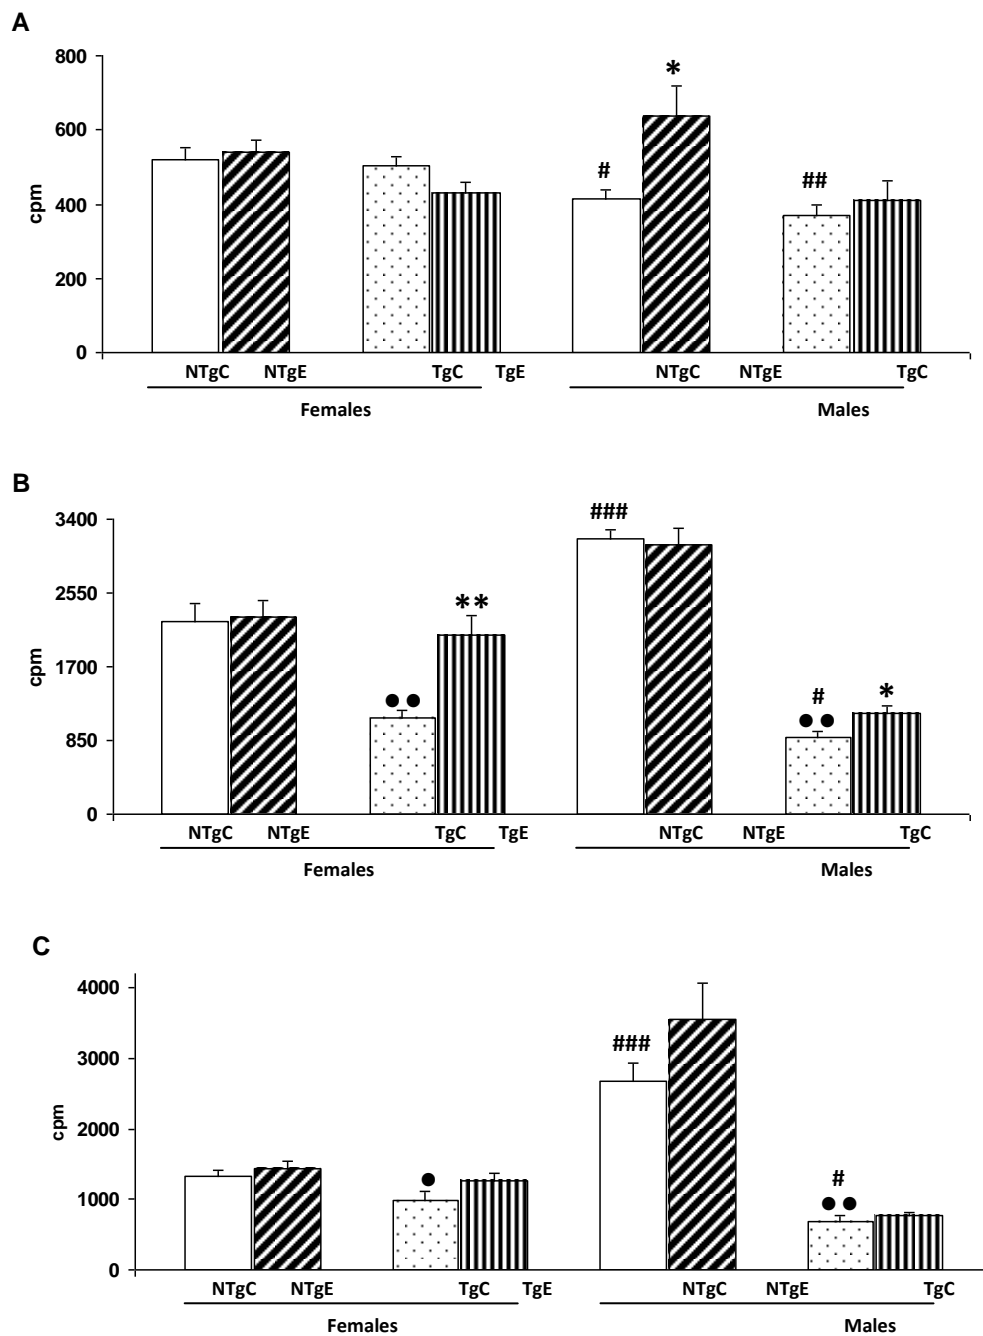 A
800
*
600
#
##
400
cpm
200
0
NTgC NTgE TgC TgE NTgC NTgE TgC
Females Males
B
3400
###
2550
**
1700
cpm
●●
#
*
●●
850
0
NTgC NTgE TgC TgE NTgC NTgE TgC
Females Males
C
4000
3000
###
2000
cpm
●
#
●●
1000
0
NTgC NTgE TgC TgE NTgC NTgE TgC
Females Males